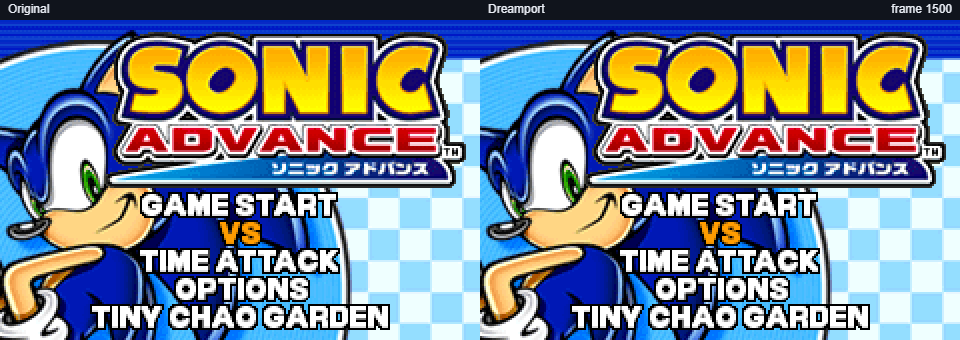 Original
Dreamport
frame 1500
SONIC
ADVANCE TM
ソニック アドバンス
GAME START
VS
TIME ATTACK
OPTIONS
TINY CHAO GARDEN
SONIC
ADVANCE TM
ソニック アドバンス
GAME START
VS
TIME ATTACK
OPTIONS
TINY CHAO GARDEN